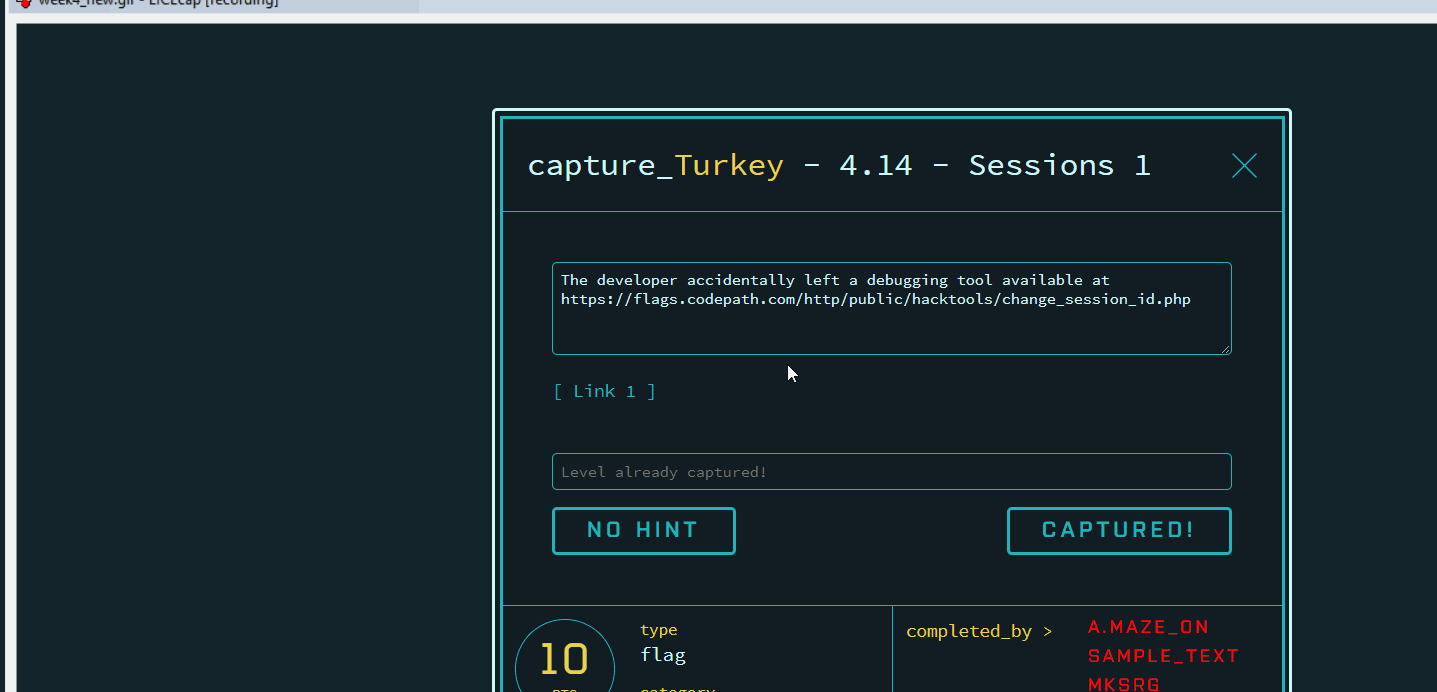 week4_new.gif - LICEcap [recording]
capture_Turkey - 4.14 - Sessions 1
The developer accidentally left a debugging tool available at
https://flags.codepath.com/http/public/hacktools/change_session_id.php
[ Link 1 ]
Level already captured!
NO HINT
CAPTURED!
10
PTS
type
flag
category
completed_by >
A.MAZE_ON
SAMPLE_TEXT
MKSRG